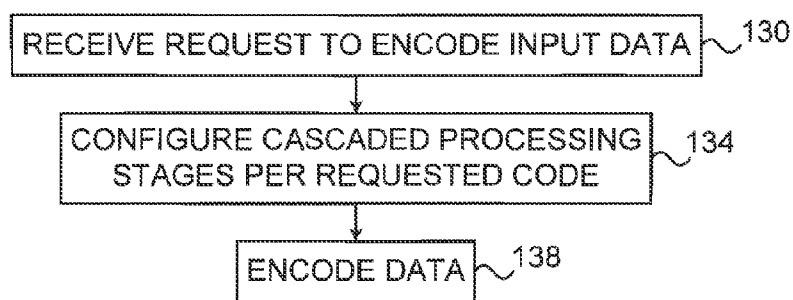 RECEIVE REQUEST TO ENCODE INPUT DATA 130
CONFIGURE CASCADED PROCESSING
STAGES PER REQUESTED CODE 134
ENCODE DATA 138